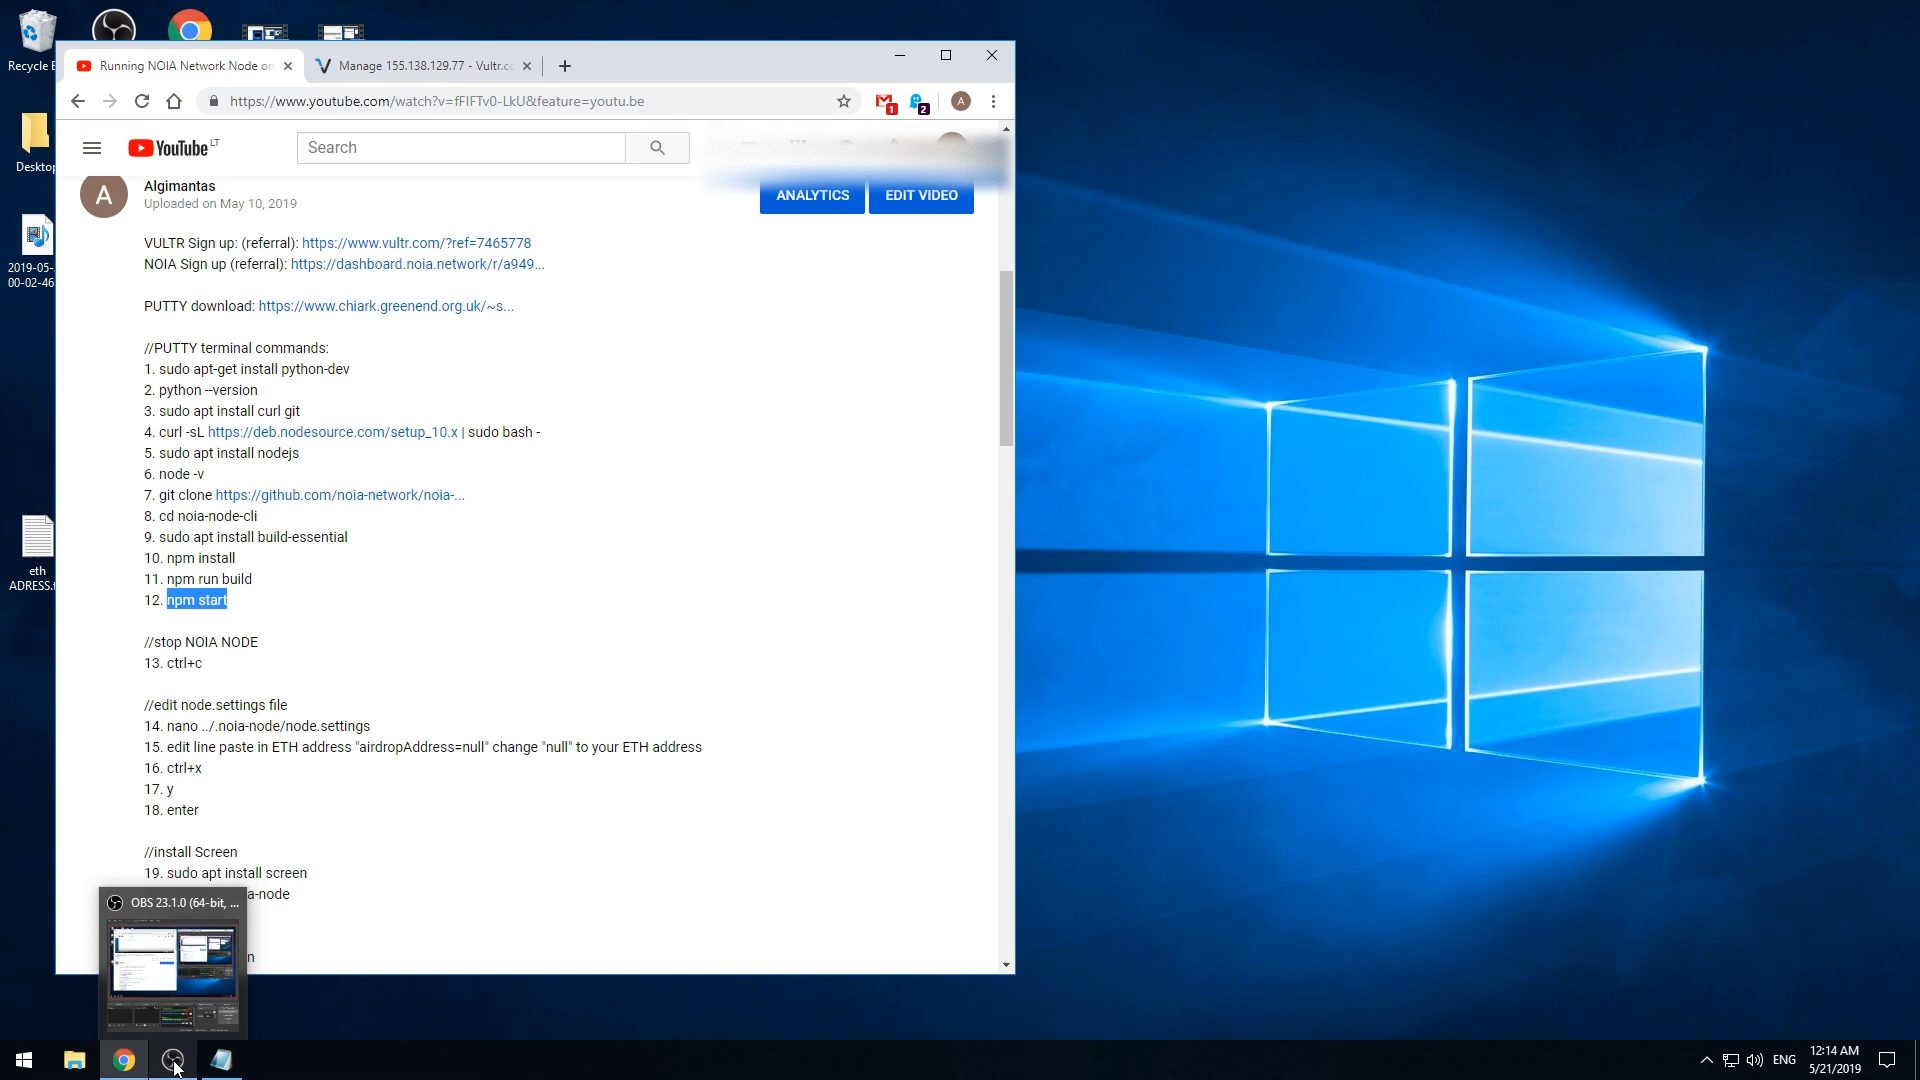 Recycle B
Running NOIA Network Node on
Manage 155.138.129.77 - Vultr.co
https://www.youtube.com/watch?v=fFIFTv0-LkU&feature=youtu.be
1
2
A
YouTube LT
Search
Desktop
A
Algimantas
Uploaded on May 10, 2019
ANALYTICS
EDIT VIDEO
VULTR Sign up: (referral): https://www.vultr.com/?ref=7465778
NOIA Sign up (referral): https://dashboard.noia.network/r/a949...
2019-05-
00-02-46
PUTTY download: https://www.chiark.greenend.org.uk/~s...
//PUTTY terminal commands:
1. sudo apt-get install python-dev
2. python --version
3. sudo apt install curl git
4. curl -sL https://deb.nodesource.com/setup_10.x | sudo bash -
5. sudo apt install nodejs
6. node -v
7. git clone https://github.com/noia-network/noia-...
8. cd noia-node-cli
9. sudo apt install build-essential
10. npm install
11. npm run build
12. npm start
eth
ADRESS.t
//stop NOIA NODE
13. ctrl+c
//edit node.settings file
14. nano ../.noia-node/node.settings
15. edit line paste in ETH address "airdropAddress=null" change "null" to your ETH address
16. ctrl+x
17. y
18. enter
//install Screen
19. sudo apt install screen
a-node
n
OBS 23.1.0 (64-bit, ...
ENG
12:14 AM
5/21/2019